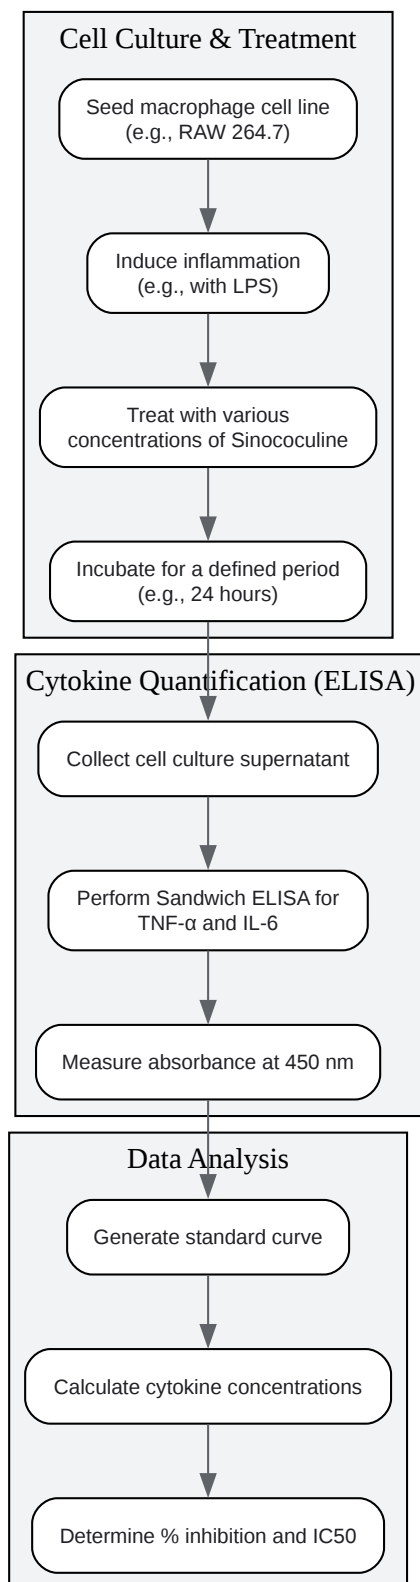 Cell Culture & Treatment
Seed macrophage cell line
(e.g., RAW 264.7)
Induce inflammation
(e.g., with LPS)
Treat with various
concentrations of Sinococuline
Incubate for a defined period
(e.g., 24 hours)
Cytokine Quantification (ELISA)
Collect cell culture supernatant
Perform Sandwich ELISA for
TNF-α and IL-6
Measure absorbance at 450 nm
Data Analysis
Generate standard curve
Calculate cytokine concentrations
Determine % inhibition and IC50